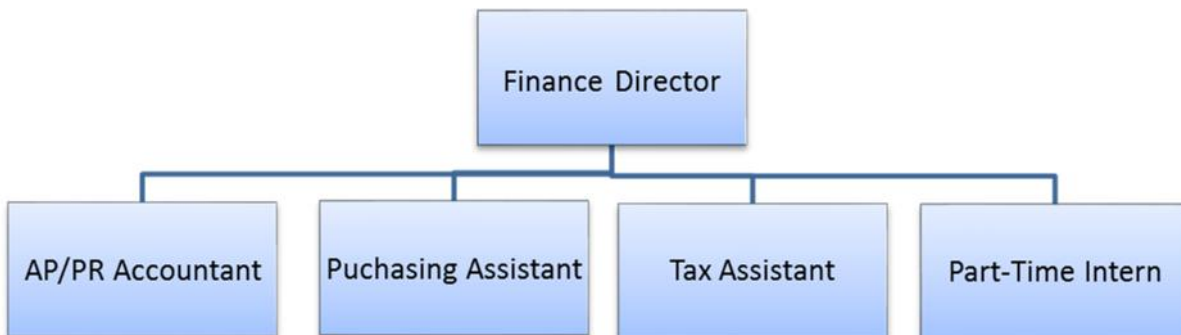 Finance Director
AP/PR Accountant
Puchasing Assistant
Tax Assistant
Part-Time Intern